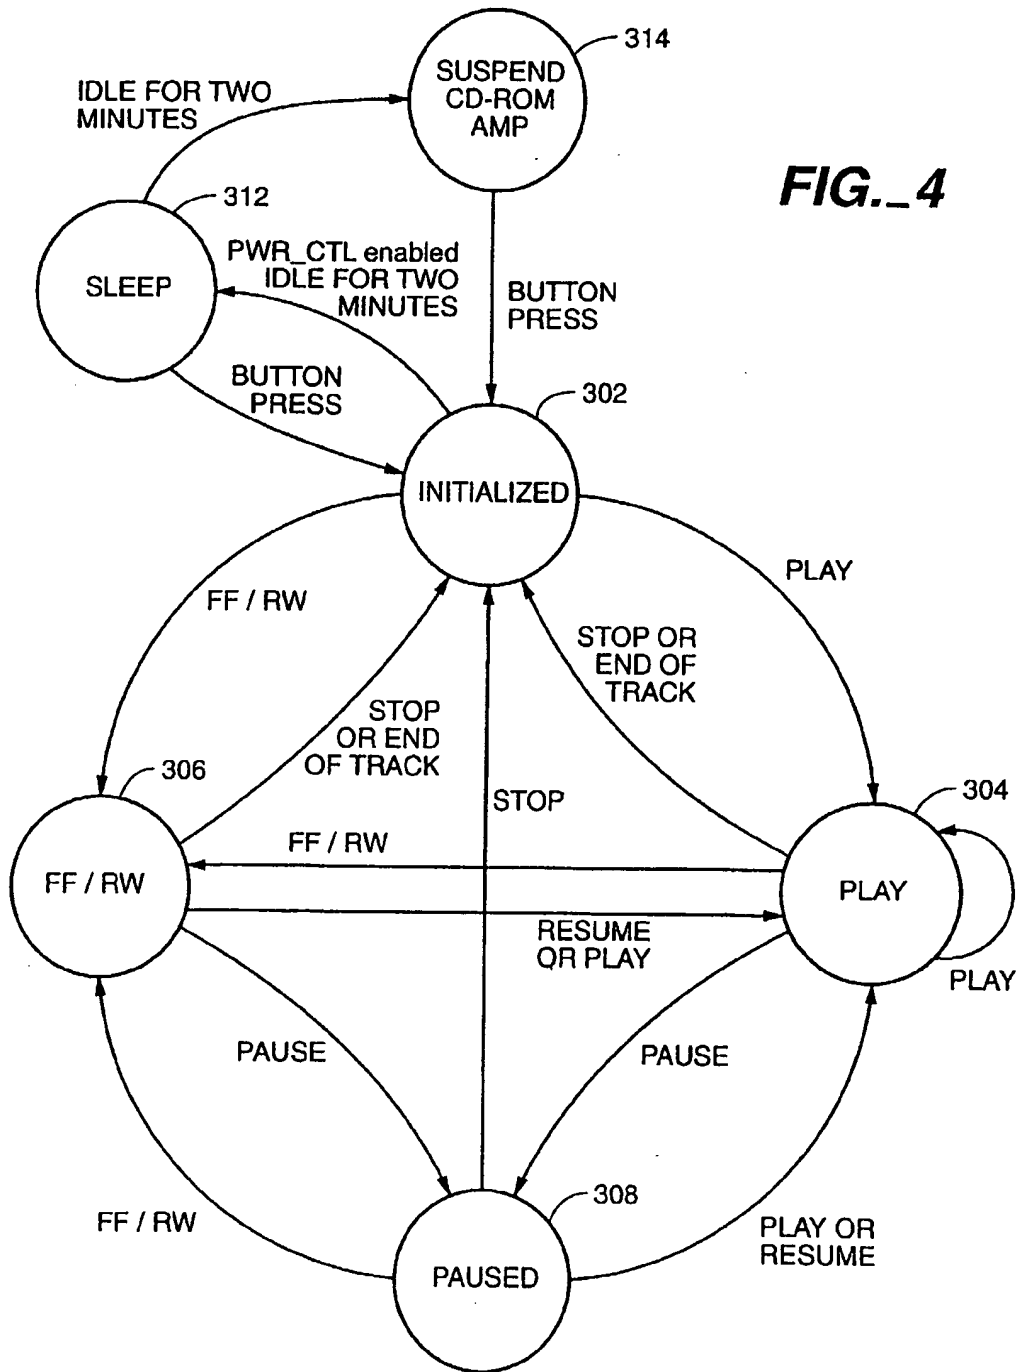 314
SUSPEND
CD-ROM
AMP
IDLE FOR TWO
MINUTES
FIG._4
312
SLEEP
PWR_CTL enabled
IDLE FOR TWO
MINUTES
BUTTON
PRESS
BUTTON
PRESS
302
INITIALIZED
PLAY
FF / RW
STOP OR
END OF
TRACK
STOP
OR END
OF TRACK
306
STOP
304
FF / RW
FF / RW
PLAY
RESUME
OR PLAY
PLAY
PAUSE
PAUSE
308
FF / RW
PLAY OR
RESUME
PAUSED